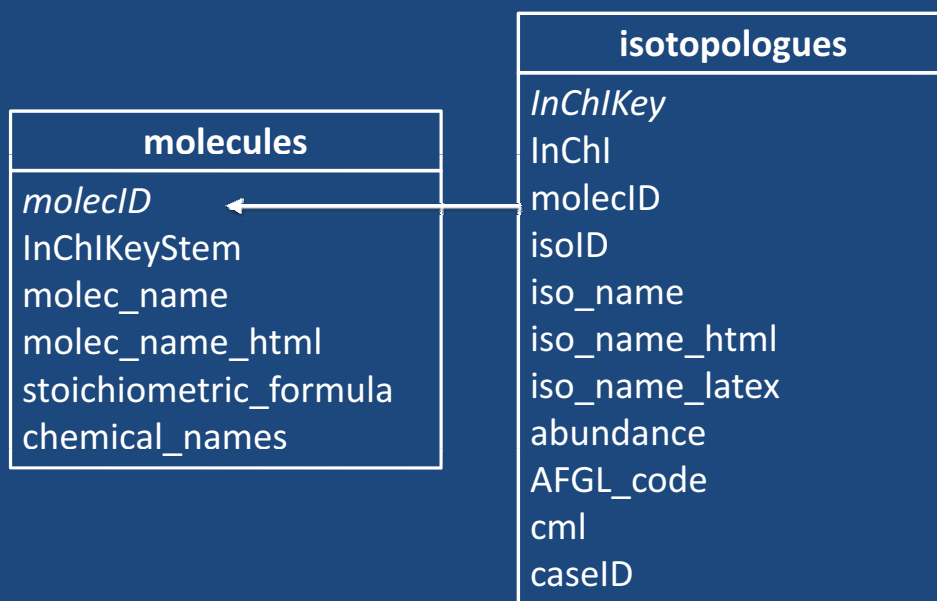 molecules
molecID
InChIKeyStem
molec_name
molec_name_html
stoichiometric_formula
chemical_names
isotopologues
InChIKey
InChI
molecID
isoID
iso_name
iso_name_html
iso_name_latex
abundance
AFGL_code
cml
caseID